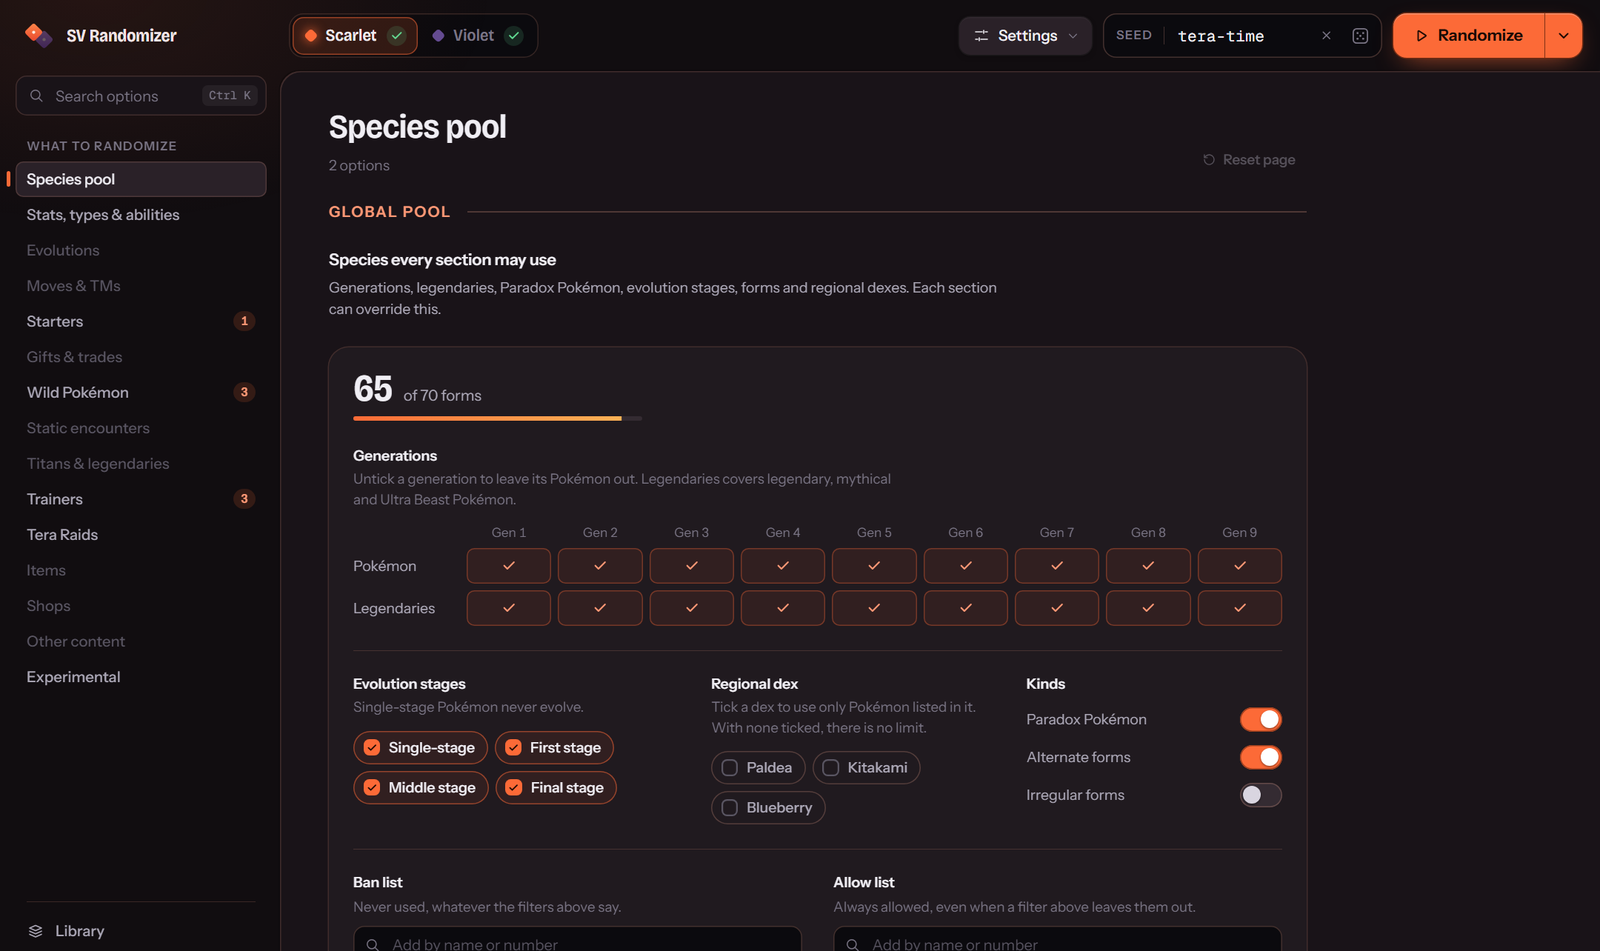 SV Randomizer
Scarlet
Violet
Settings
SEED
tera-time
Randomize
Search options
Ctrl K
WHAT TO RANDOMIZE
Species pool
Stats, types & abilities
Evolutions
Moves & TMs
Starters
1
Gifts & trades
Wild Pokémon
3
Static encounters
Titans & legendaries
Trainers
3
Tera Raids
Items
Shops
Other content
Experimental
Library
Species pool
2 options
Reset page
GLOBAL POOL
Species every section may use
Generations, legendaries, Paradox Pokémon, evolution stages, forms and regional dexes. Each section
can override this.
65 of 70 forms
Generations
Untick a generation to leave its Pokémon out. Legendaries covers legendary, mythical
and Ultra Beast Pokémon.
Gen 1 Gen 2 Gen 3 Gen 4 Gen 5 Gen 6 Gen 7 Gen 8 Gen 9
Pokémon
Legendaries
Evolution stages
Single-stage Pokémon never evolve.
Single-stage
First stage
Middle stage
Final stage
Regional dex
Tick a dex to use only Pokémon listed in it.
With none ticked, there is no limit.
Paldea
Kitakami
Blueberry
Kinds
Paradox Pokémon
Alternate forms
Irregular forms
Ban list
Never used, whatever the filters above say.
Add by name or number
Allow list
Always allowed, even when a filter above leaves them out.
Add by name or number